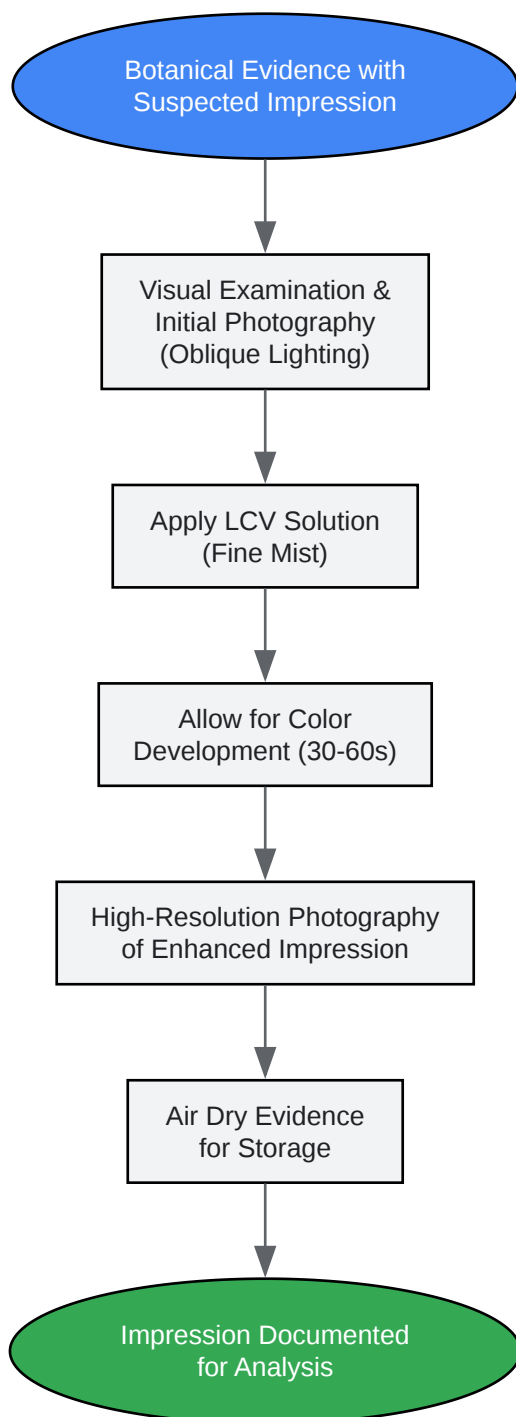 Botanical Evidence with
Suspected Impression
Visual Examination &
Initial Photography
(Oblique Lighting)
Apply LCV Solution
(Fine Mist)
Allow for Color
Development (30-60s)
High-Resolution Photography
of Enhanced Impression
Air Dry Evidence
for Storage
Impression Documented
for Analysis